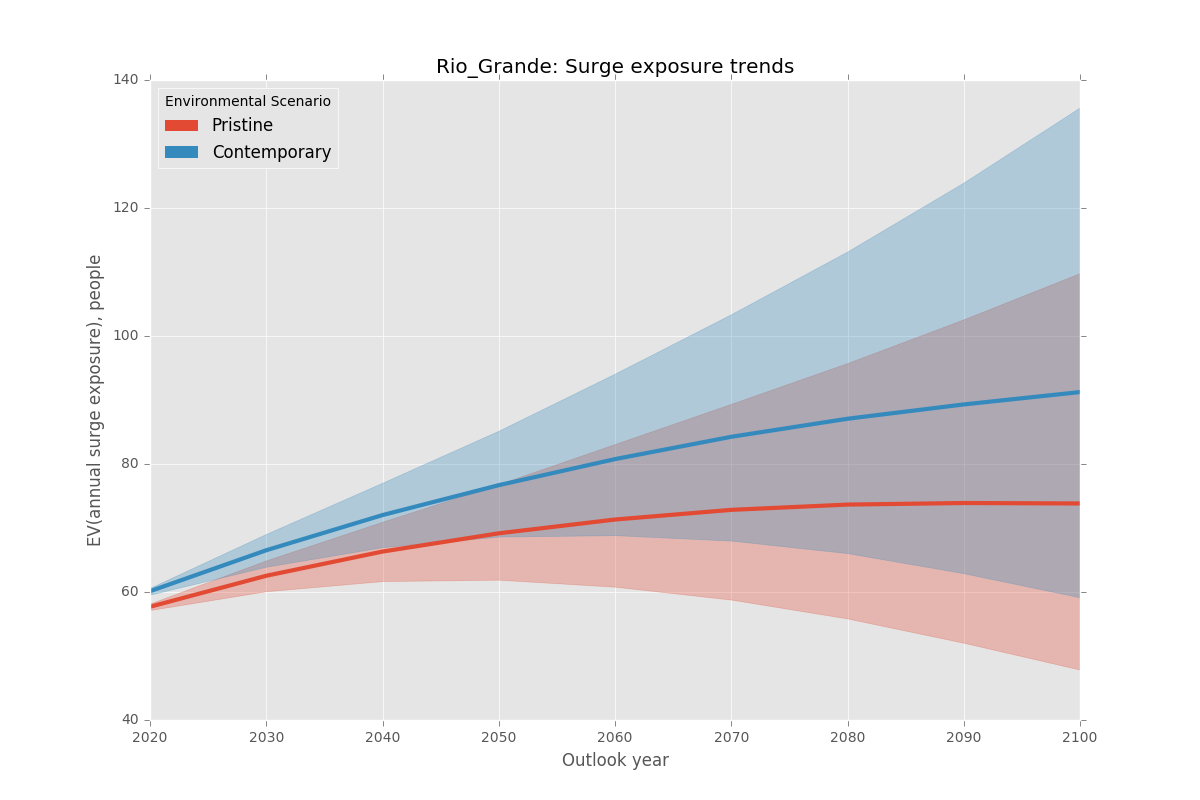 Rio_Grande: Surge exposure trends
Environmental Scenario
Pristine
Contemporary
EV(annual surge exposure), people
140
120
100
80
60
40
2020 2030 2040 2050 2060 2070 2080 2090 2100
Outlook year